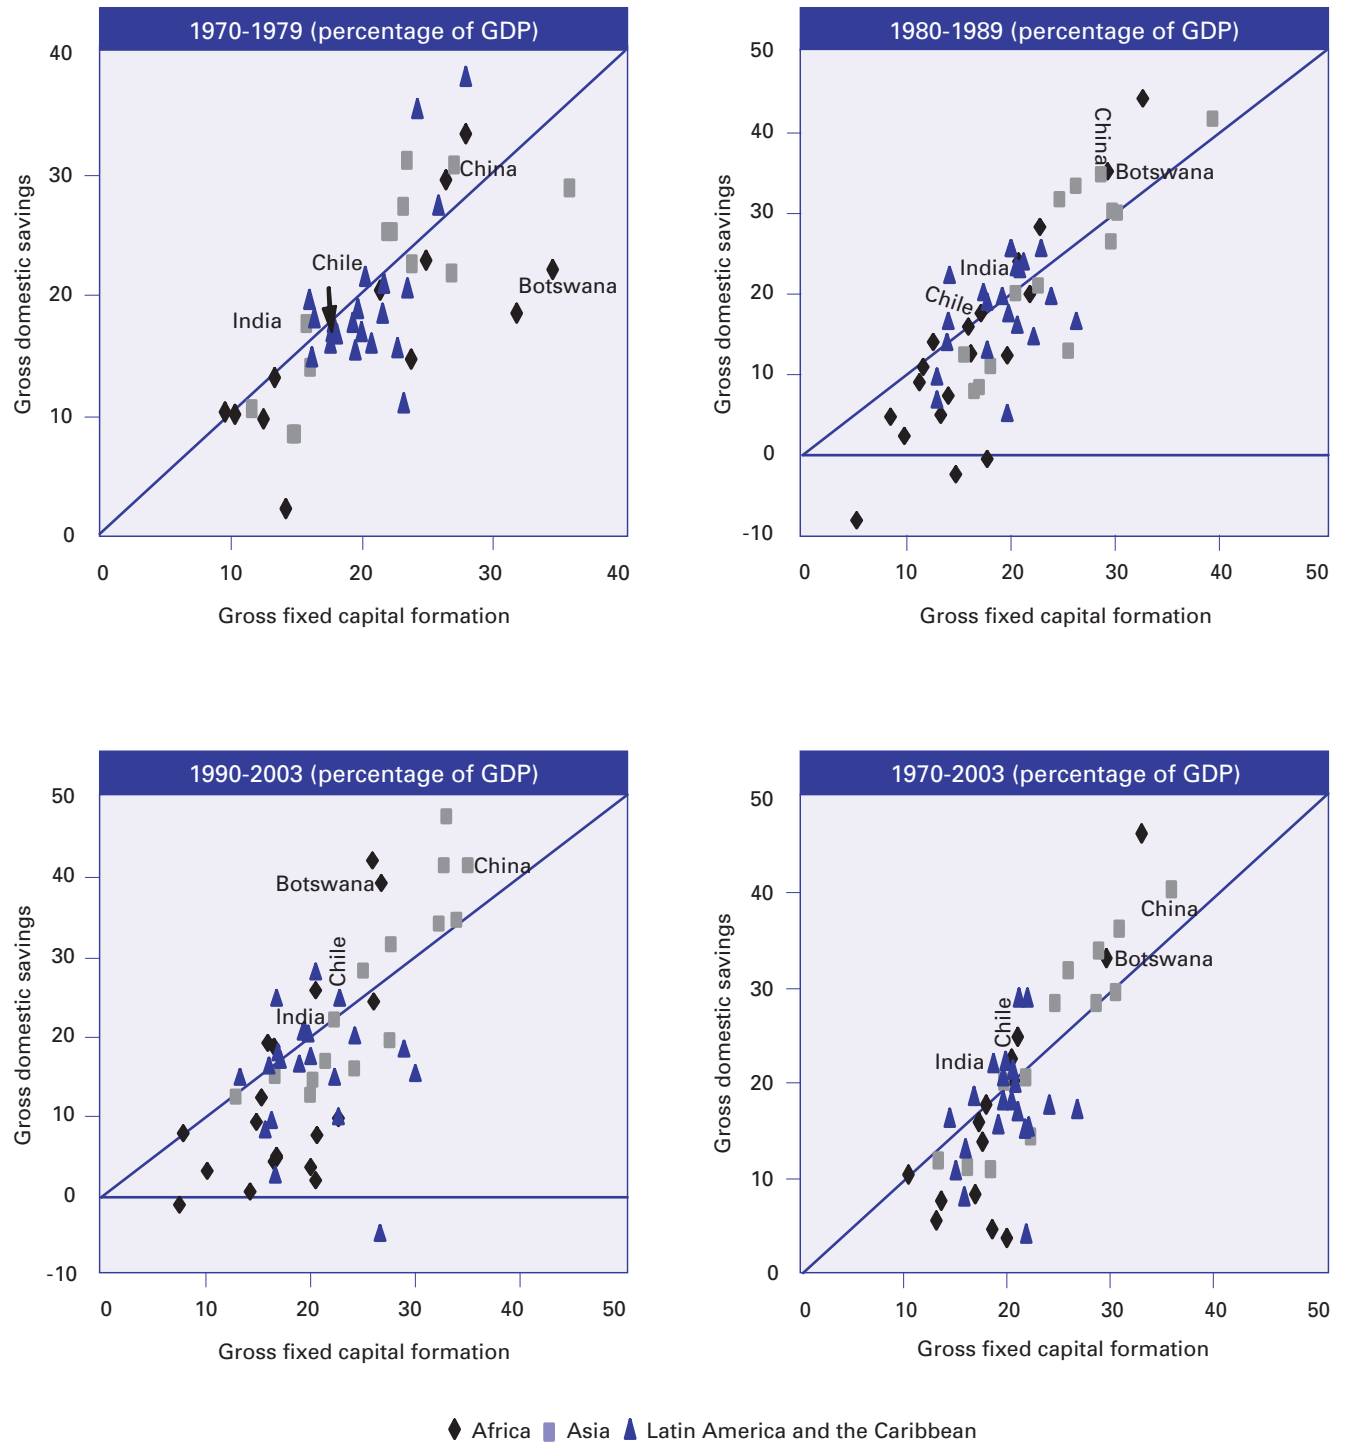 1970-1979 (percentage of GDP)
40
30
20
10
0
Gross domestic savings
China
Chile
Botswana
India
0 10 20 30 40
Gross fixed capital formation
1980-1989 (percentage of GDP)
50
40
30
20
10
0
-10
Gross domestic savings
China
Botswana
India
Chile
0 10 20 30 40 50
Gross fixed capital formation
1990-2003 (percentage of GDP)
50
40
30
20
10
0
-10
Gross domestic savings
China
Botswana
Chile
India
0 10 20 30 40 50
Gross fixed capital formation
1970-2003 (percentage of GDP)
50
40
30
20
10
0
Gross domestic savings
China
Botswana
Chile
India
0 10 20 30 40 50
Gross fixed capital formation
Africa Asia Latin America and the Caribbean